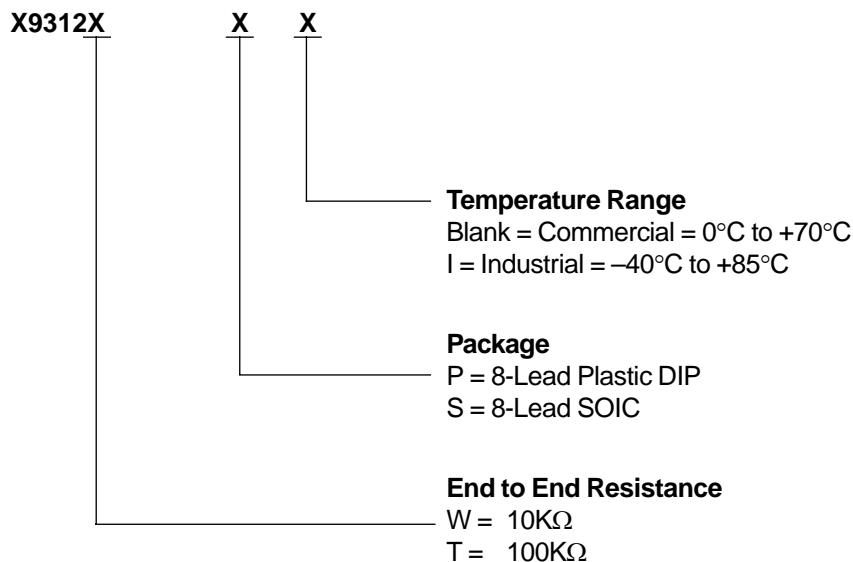 X9312X X X
Temperature Range
Blank = Commercial = 0°C to +70°C
I = Industrial = –40°C to +85°C
Package
P = 8-Lead Plastic DIP
S = 8-Lead SOIC
End to End Resistance
W = 10KΩ
T = 100KΩ